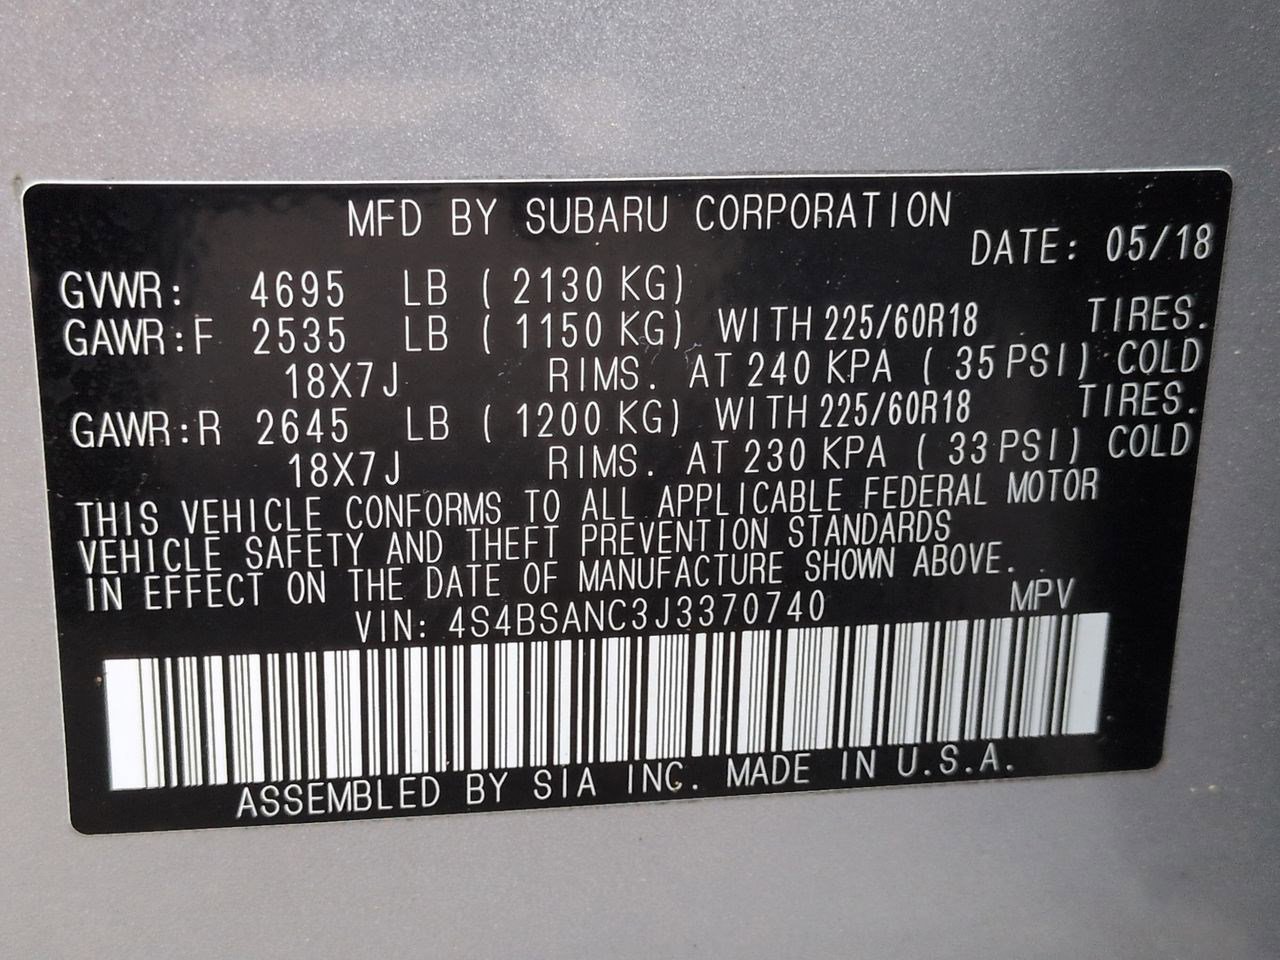 MFD BY SUBARU CORPORATION
DATE: 05/18
GVWR: 4695 LB ( 2130 KG)
GAWR:F 2535 LB ( 1150 KG) WITH 225/60R18 TIRES.
18X7J RIMS. AT 240 KPA ( 35 PSI) COLD
GAWR:R 2645 LB ( 1200 KG) WITH 225/60R18 TIRES.
18X7J RIMS. AT 230 KPA ( 33 PSI) COLD
THIS VEHICLE CONFORMS TO ALL APPLICABLE FEDERAL MOTOR
VEHICLE SAFETY AND THEFT PREVENTION STANDARDS
IN EFFECT ON THE DATE OF MANUFACTURE SHOWN ABOVE.
VIN: 4S4BSANC3J3370740 MPV
ASSEMBLED BY SIA INC. MADE IN U.S.A.